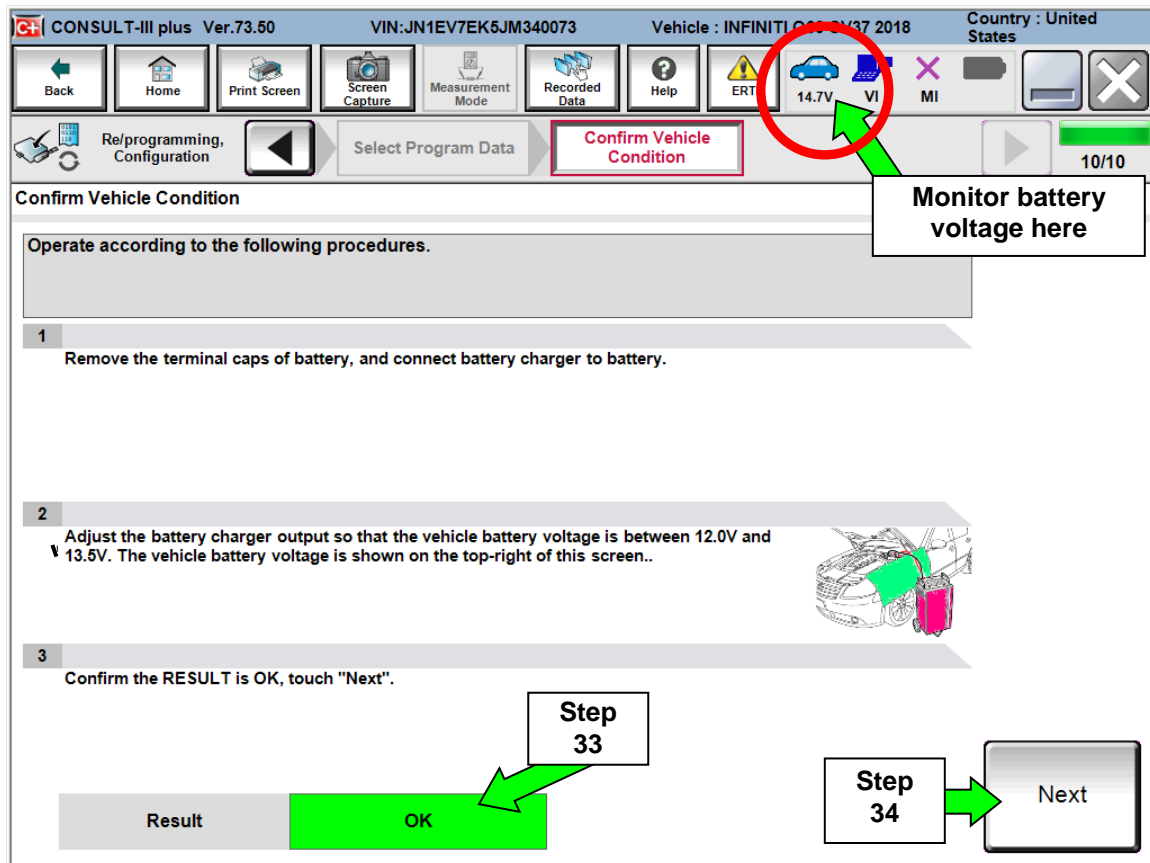 C+ CONSULT-III plus Ver.73.50 VIN:JN1EV7EK5JM340073 Vehicle : INFINITI Q60 CV37 2018 Country : United
States
Back Home Print Screen Screen
Capture Measurement
Mode Recorded
Data Help ERT 14.7V VI MI
Re/programming,
Configuration
Select Program Data
Confirm Vehicle
Condition
10/10
Confirm Vehicle Condition
Monitor battery
voltage here
Operate according to the following procedures.
1
Remove the terminal caps of battery, and connect battery charger to battery.
2
Adjust the battery charger output so that the vehicle battery voltage is between 12.0V and
13.5V. The vehicle battery voltage is shown on the top-right of this screen..
3
Confirm the RESULT is OK, touch "Next".
Step
33
Step
34
Next
Result OK